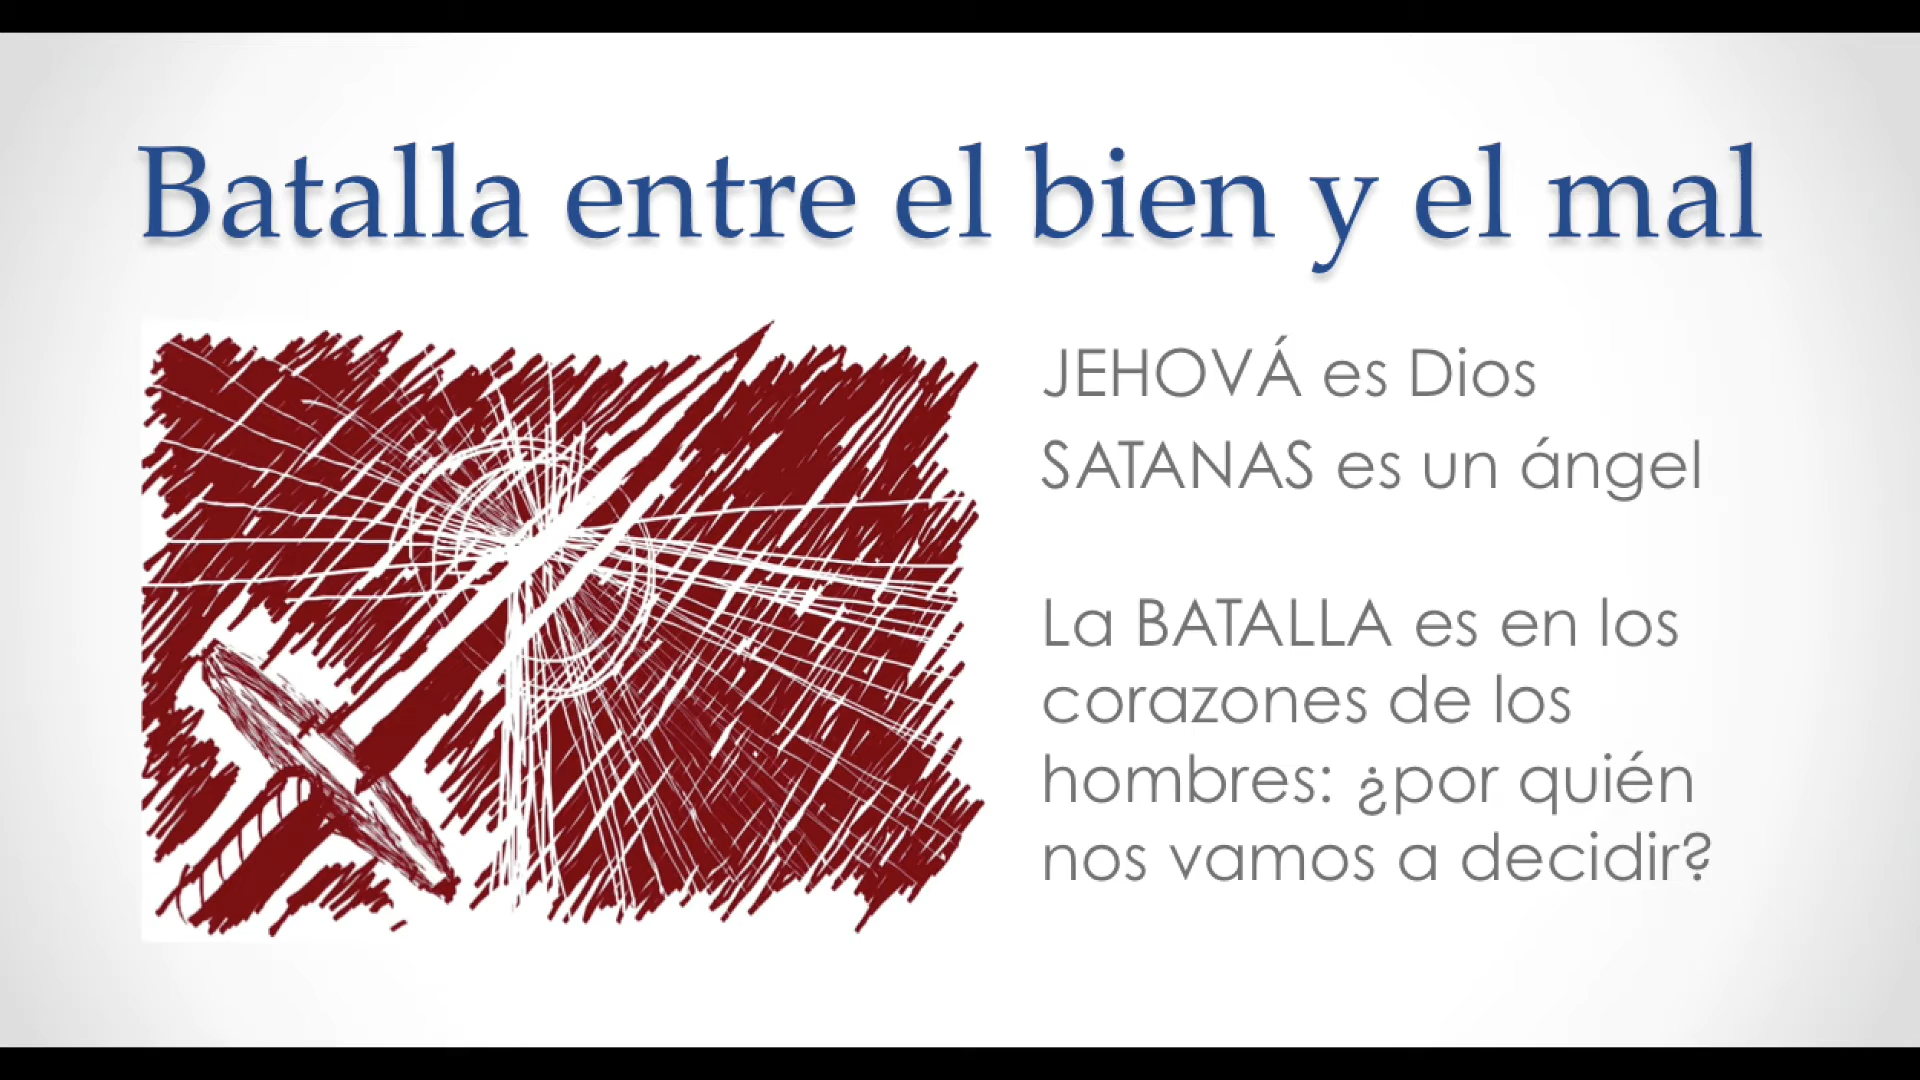 Batalla entre el bien y el mal
JEHOVÁ es Dios
SATANAS es un ángel
La BATALLA es en los
corazones de los
hombres: ¿por quién
nos vamos a decidir?